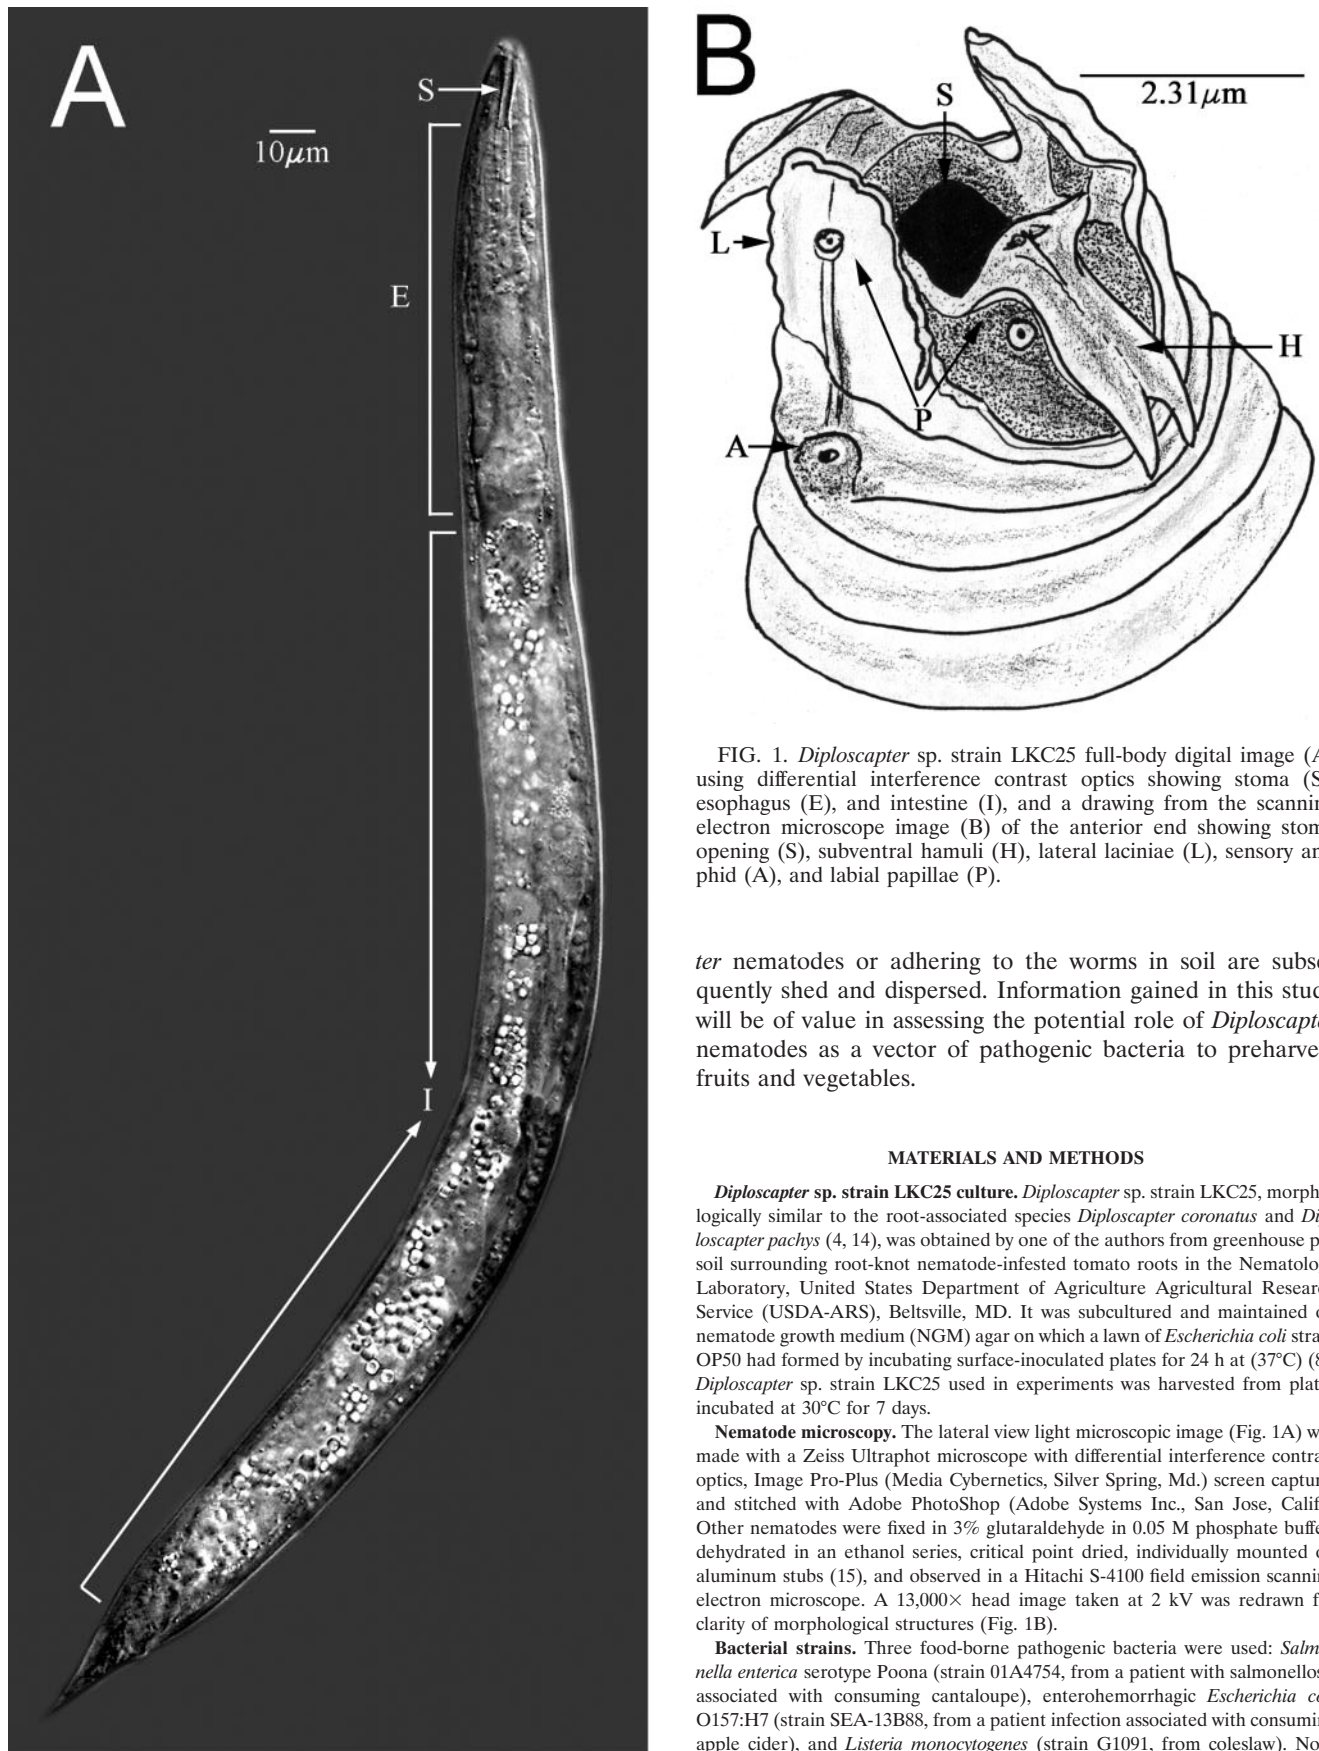 A
S
10μm
E
I
B
2.31μm
S
L
H
P
A
FIG. 1. Diploscapter sp. strain LKC25 full-body digital image (A
using differential interference contrast optics showing stoma (S
esophagus (E), and intestine (I), and a drawing from the scannin
electron microscope image (B) of the anterior end showing stom
opening (S), subventral hamuli (H), lateral laciniae (L), sensory am
phid (A), and labial papillae (P).
ter nematodes or adhering to the worms in soil are subse
quently shed and dispersed. Information gained in this stud
will be of value in assessing the potential role of Diploscapte
nematodes as a vector of pathogenic bacteria to preharve
fruits and vegetables.
MATERIALS AND METHODS
Diploscapter sp. strain LKC25 culture. Diploscapter sp. strain LKC25, morph
logically similar to the root-associated species Diploscapter coronatus and Di
loscapter pachys (4, 14), was obtained by one of the authors from greenhouse p
soil surrounding root-knot nematode-infested tomato roots in the Nematolo
Laboratory, United States Department of Agriculture Agricultural Resear
Service (USDA-ARS), Beltsville, MD. It was subcultured and maintained o
nematode growth medium (NGM) agar on which a lawn of Escherichia coli stra
OP50 had formed by incubating surface-inoculated plates for 24 h at (37°C) (8
Diploscapter sp. strain LKC25 used in experiments was harvested from plat
incubated at 30°C for 7 days.
Nematode microscopy. The lateral view light microscopic image (Fig. 1A) w
made with a Zeiss Ultraphot microscope with differential interference contra
optics, Image Pro-Plus (Media Cybernetics, Silver Spring, Md.) screen captur
and stitched with Adobe PhotoShop (Adobe Systems Inc., San Jose, Calif
Other nematodes were fixed in 3% glutaraldehyde in 0.05 M phosphate buffe
dehydrated in an ethanol series, critical point dried, individually mounted o
aluminum stubs (15), and observed in a Hitachi S-4100 field emission scannin
electron microscope. A 13,000× head image taken at 2 kV was redrawn f
clarity of morphological structures (Fig. 1B).
Bacterial strains. Three food-borne pathogenic bacteria were used: Salm
nella enterica serotype Poona (strain 01A4754, from a patient with salmonellos
associated with consuming cantaloupe), enterohemorrhagic Escherichia co
O157:H7 (strain SEA-13B88, from a patient infection associated with consumin
apple cider), and Listeria monocytogenes (strain G1091, from coleslaw). No